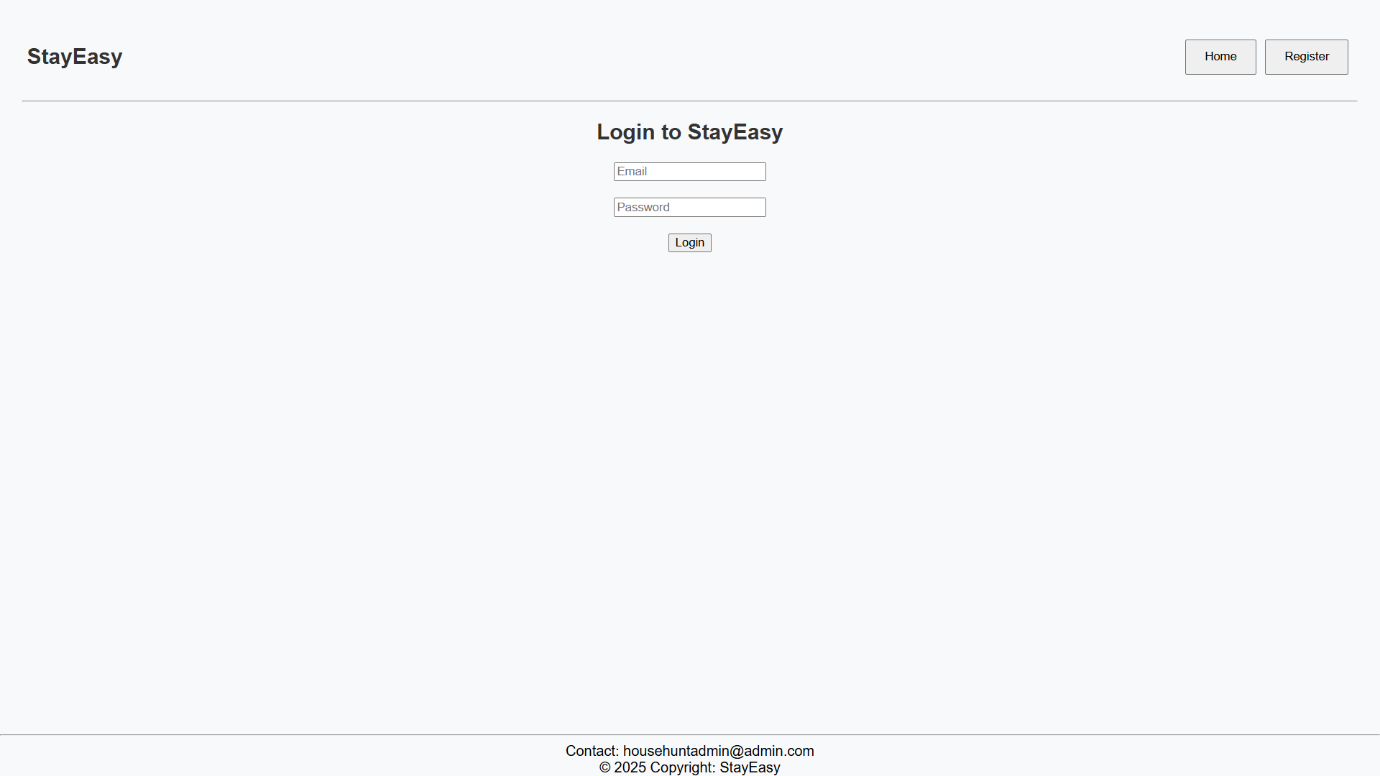 StayEasy
Home
Register
Login to StayEasy
Email
Password
Login
Contact: househuntadmin@admin.com
© 2025 Copyright: StayEasy